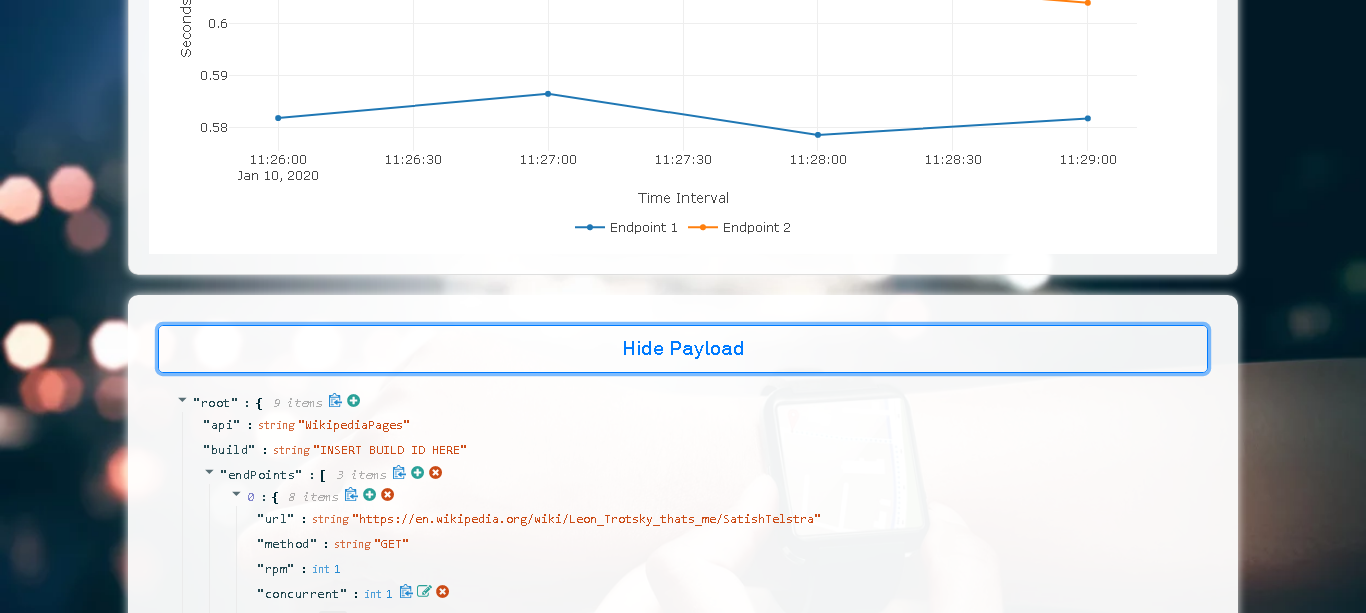 Seconds
0.6
0.59
0.58
11:26:00 11:26:30 11:27:00 11:27:30 11:28:00 11:28:30 11:29:00
Jan 10, 2020
Time Interval
Endpoint 1 Endpoint 2
Hide Payload
"root" : { 9 items
"api" : string "WikipediaPages"
"build" : string "INSERT BUILD ID HERE"
"endPoints" : [ 3 items
0 : { 8 items
"url" : string "https://en.wikipedia.org/wiki/Leon_Trotsky_thats_me/SatishTelstra"
"method" : string "GET"
"rpm" : int 1
"concurrent" : int 1